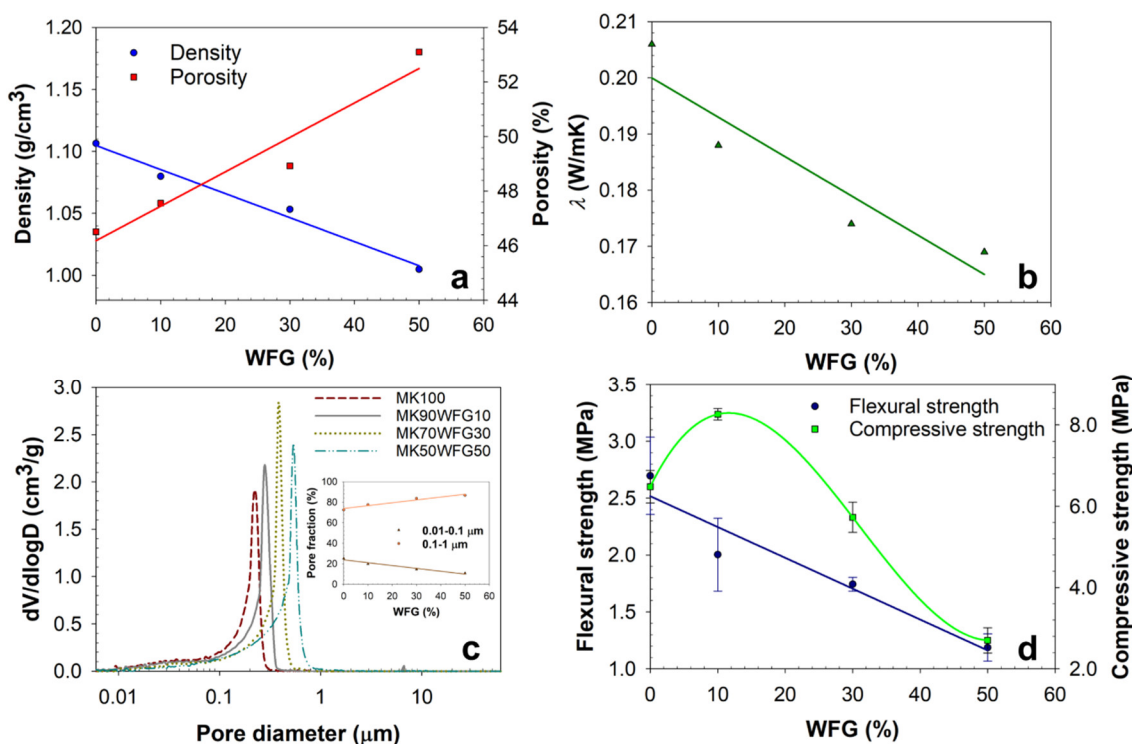 1.20
1.15
1.10
1.05
1.00
Density (g/cm³)
Density
Porosity
54
52
50
48
46
44
Porosity (%)
a
0 10 20 30 40 50 60
WFG (%)
0.21
0.20
0.19
0.18
0.17
0.16
λ (W/mK)
b
0 10 20 30 40 50 60
WFG (%)
3.0
2.5
2.0
1.5
1.0
0.5
0.0
dV/dlogD (cm³/g)
MK100
MK90WFG10
MK70WFG30
MK50WFG50
100
80
60
40
20
0
Pore fraction (%)
0.01-0.1 μm
0.1-1 μm
0 10 20 30 40 50 60
WFG (%)
c
0.01 0.1 1 10
Pore diameter (μm)
3.5
3.0
2.5
2.0
1.5
1.0
Flexural strength (MPa)
Flexural strength
Compressive strength
8.0
6.0
4.0
2.0
Compressive strength (MPa)
d
0 10 20 30 40 50 60
WFG (%)